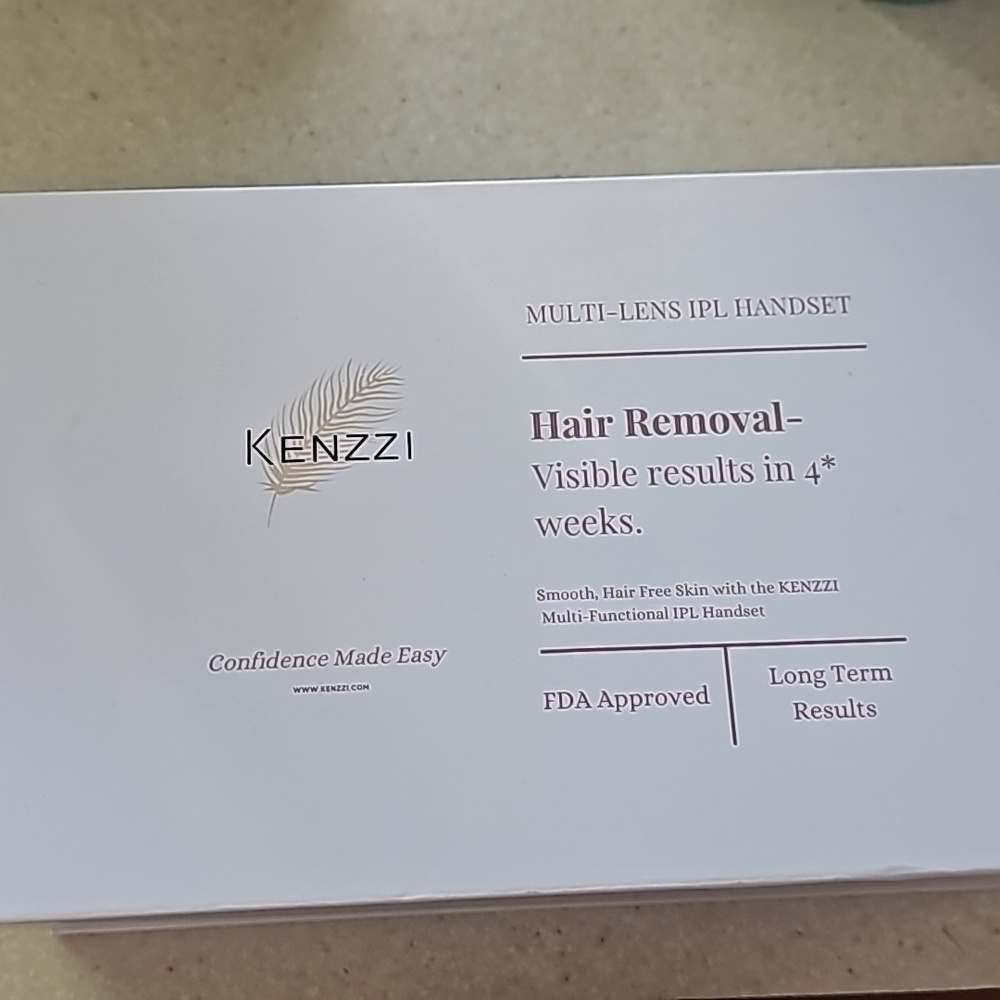 KENZZI
Confidence Made Easy
WWW.KENZZI.COM
MULTI-LENS IPL HANDSET
Hair Removal-
Visible results in 4*
weeks.
Smooth, Hair Free Skin with the KENZZI
Multi-Functional IPL Handset
FDA Approved
Long Term
Results